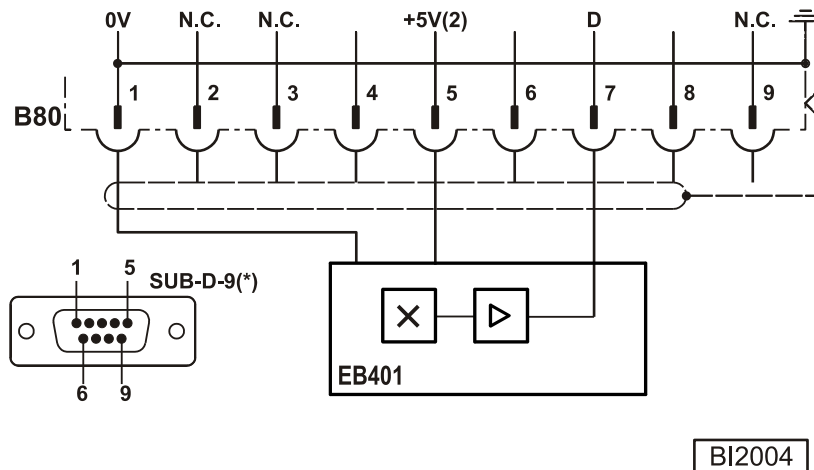 0V N.C. N.C. +5V(2) D N.C.
1 2 3 4 5 6 7 8 9
B80
1 5 SUB-D-9(*)
6 9
EB401
BI2004